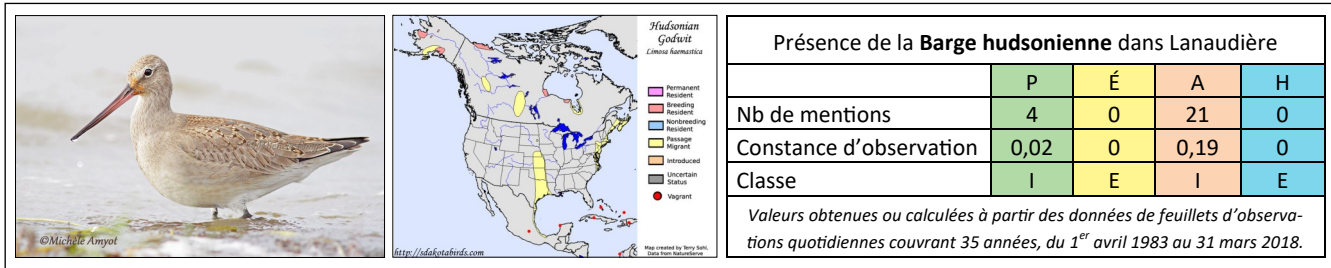 ©Michèle Amyot
Hudsonian
Godwit
Limosa haemastica
Permanent
Resident
Breeding
Resident
Nonbreeding
Resident
Passage
Migrant
Introduced
Uncertain
Status
Vagrant
http://sdakotabirds.com
Map created by Terry Sohl,
Data from NatureServe
Présence de la Barge hudsonienne dans Lanaudière
P É A H
Nb de mentions 4 0 21 0
Constance d’observation 0,02 0 0,19 0
Classe I E I E
Valeurs obtenues ou calculées à partir des données de feuillets d’observa-
tions quotidiennes couvrant 35 années, du 1er avril 1983 au 31 mars 2018.